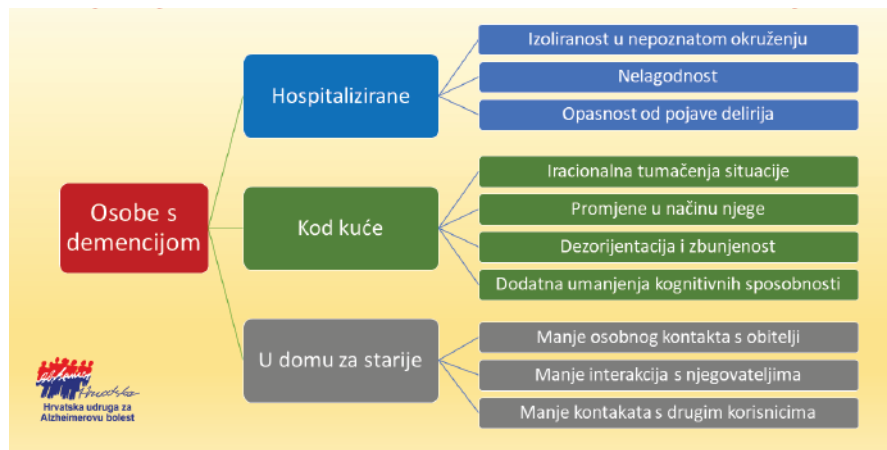 Osobe s
demencijom
Hospitalizirane
Izoliranost u nepoznatom okruženju
Nelagodnost
Opasnost od pojave delirija
Kod kuće
Iracionalna tumačenja situacije
Promjene u načinu njege
Dezorijentacija i zbunjenost
Dodatna umanjenja kognitivnih sposobnosti
U domu za starije
Manje osobnog kontakta s obitelji
Manje interakcija s njegovateljima
Manje kontakata s drugim korisnicima
Hrvatska
Hrvatska udruga za
Alzheimerovu bolest